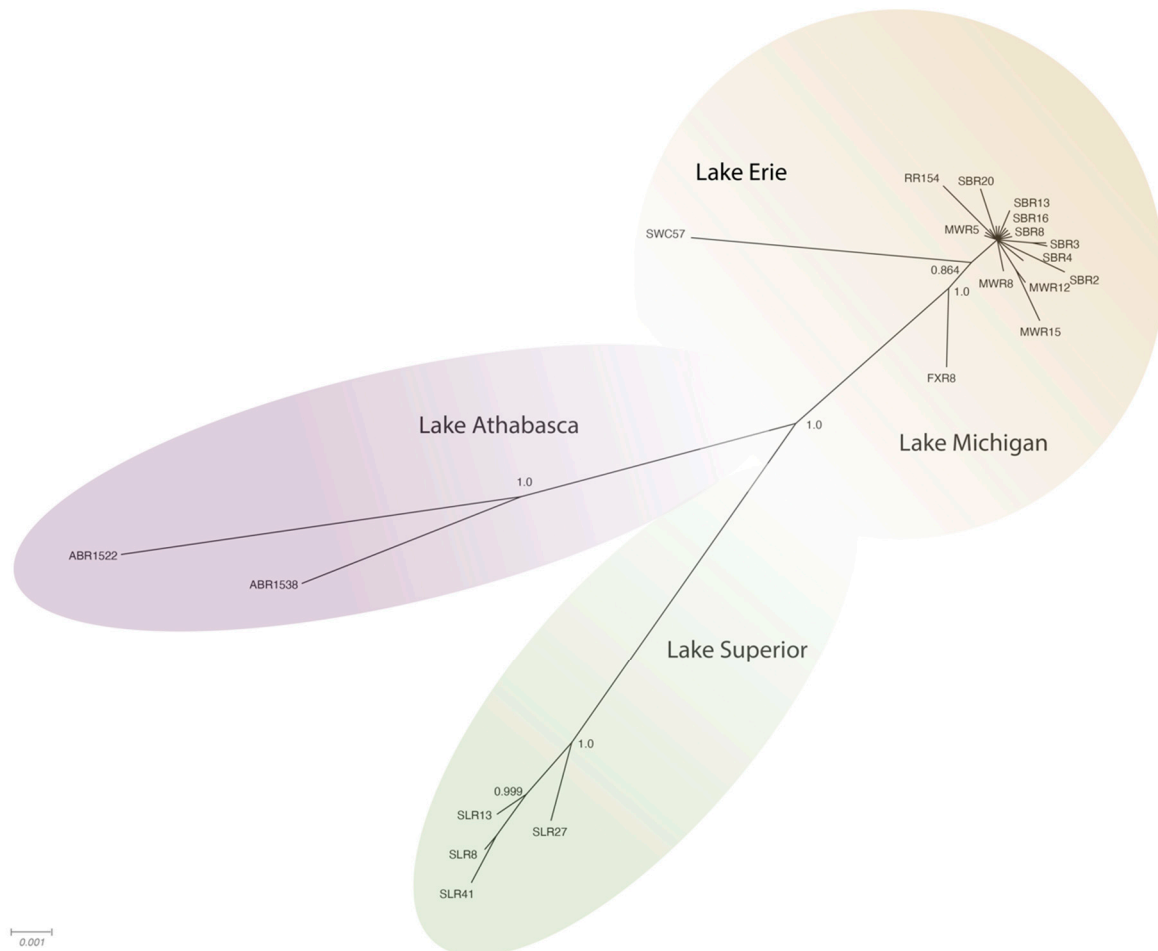 Lake Erie
RR154
SBR20
SBR13
SBR16
MWR5
SBR8
SWC57
SBR3
SBR4
0.864
SBR2
MWR8
MWR12
1.0
MWR15
FXR8
Lake Athabasca
1.0
Lake Michigan
1.0
ABR1522
ABR1538
Lake Superior
1.0
0.999
SLR13
SLR27
SLR8
SLR41
0.001